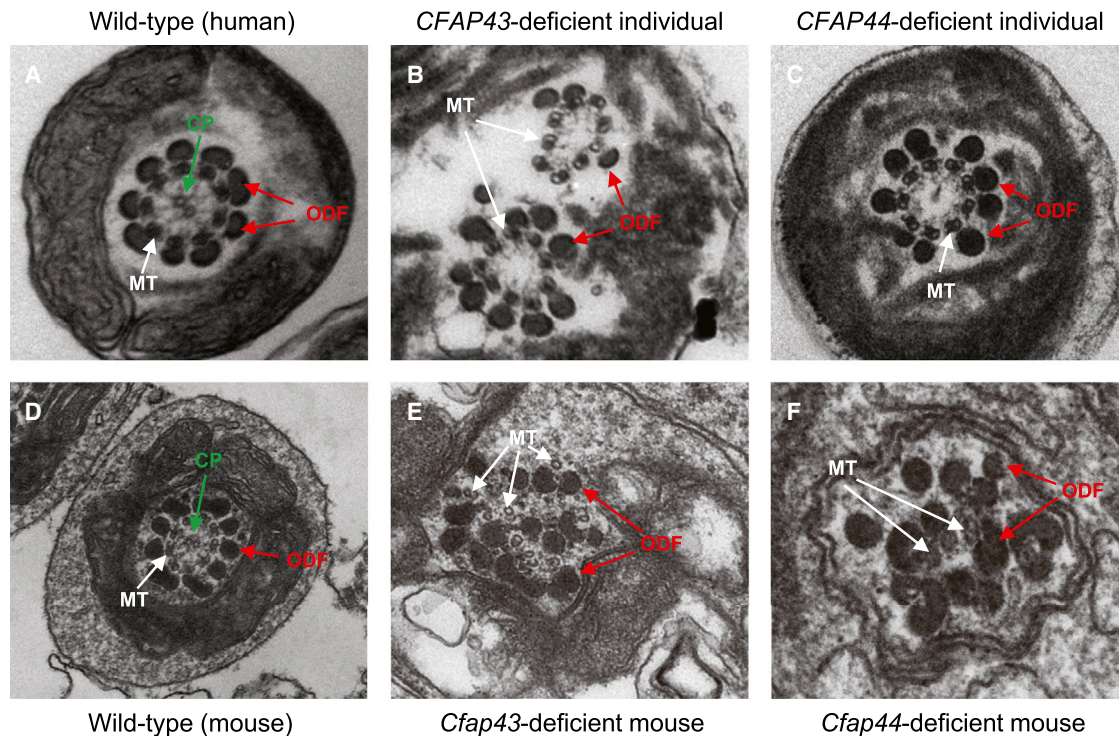 Wild-type (human)
CFAP43-deficient individual
CFAP44-deficient individual
A
CP
ODF
MT
B
MT
ODF
C
ODF
MT
D
CP
ODF
MT
E
MT
ODF
F
MT
ODF
Wild-type (mouse)
Cfap43-deficient mouse
Cfap44-deficient mouse